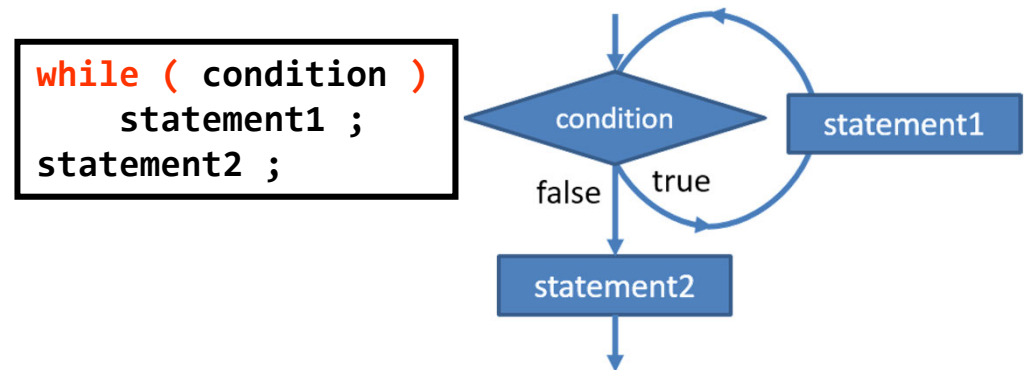 while ( condition )
statement1 ;
statement2 ;
condition
statement1
false
true
statement2